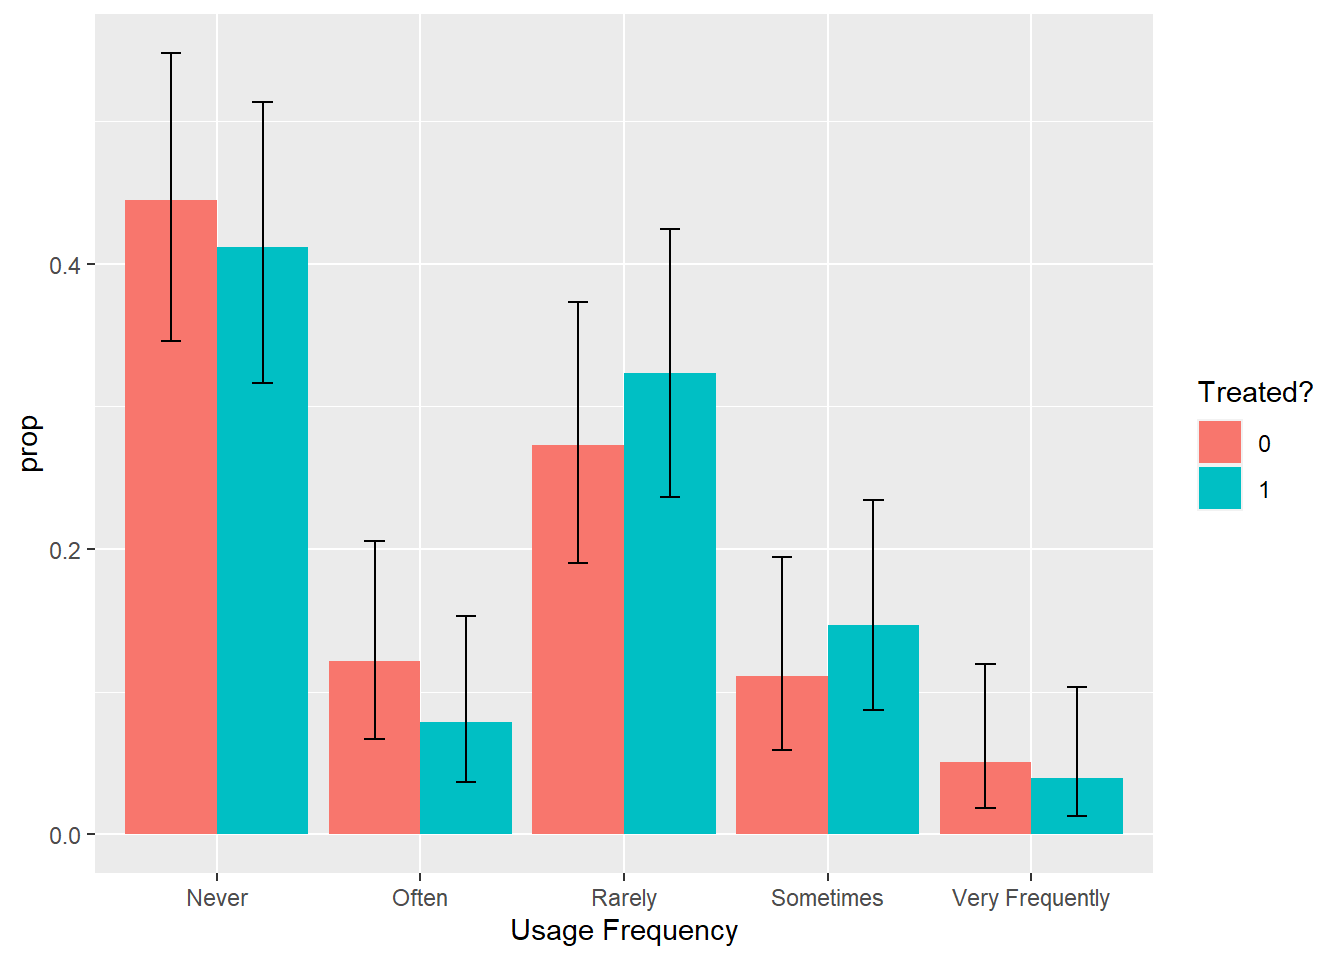 prop
0.4
0.2
0.0
Never
Often
Rarely
Sometimes
Very Frequently
Usage Frequency
Treated?
0
1